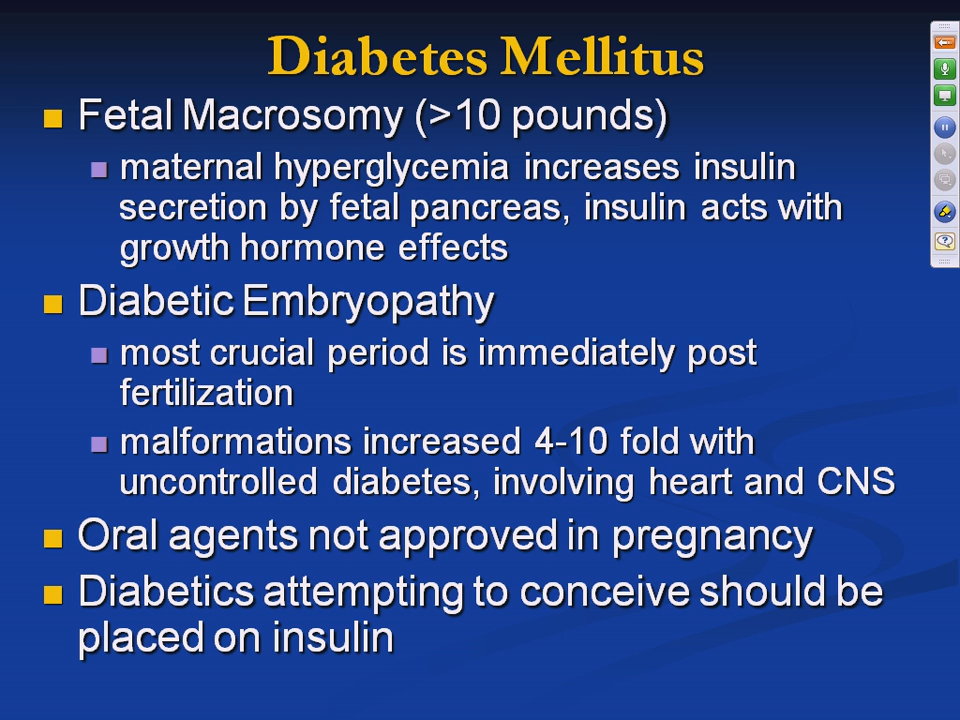 Diabetes Mellitus
Fetal Macrosomy (>10 pounds)
maternal hyperglycemia increases insulin
secretion by fetal pancreas, insulin acts with
growth hormone effects
Diabetic Embryopathy
most crucial period is immediately post
fertilization
malformations increased 4-10 fold with
uncontrolled diabetes, involving heart and CNS
Oral agents not approved in pregnancy
Diabetics attempting to conceive should be
placed on insulin